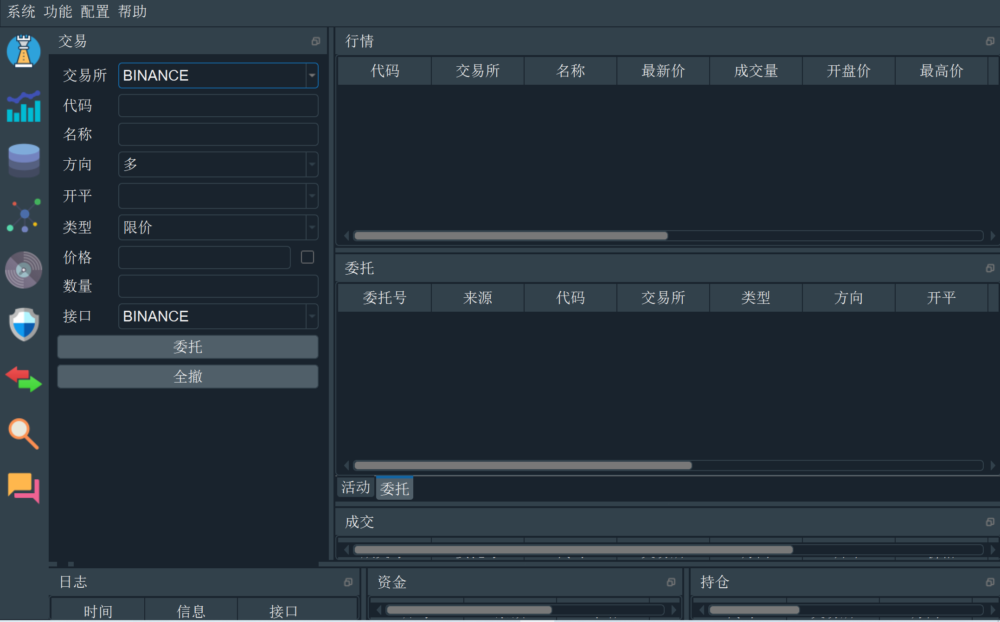 系统 功能 配置 帮助
交易
交易所 BINANCE
代码
名称
方向 多
开平
类型 限价
价格
数量
接口 BINANCE
委托
全撤
行情
代码 交易所 名称 最新价 成交量 开盘价 最高价
委托
委托号 来源 代码 交易所 类型 方向 开平
活动 委托
成交
日志
时间 信息 接口
资金
持仓